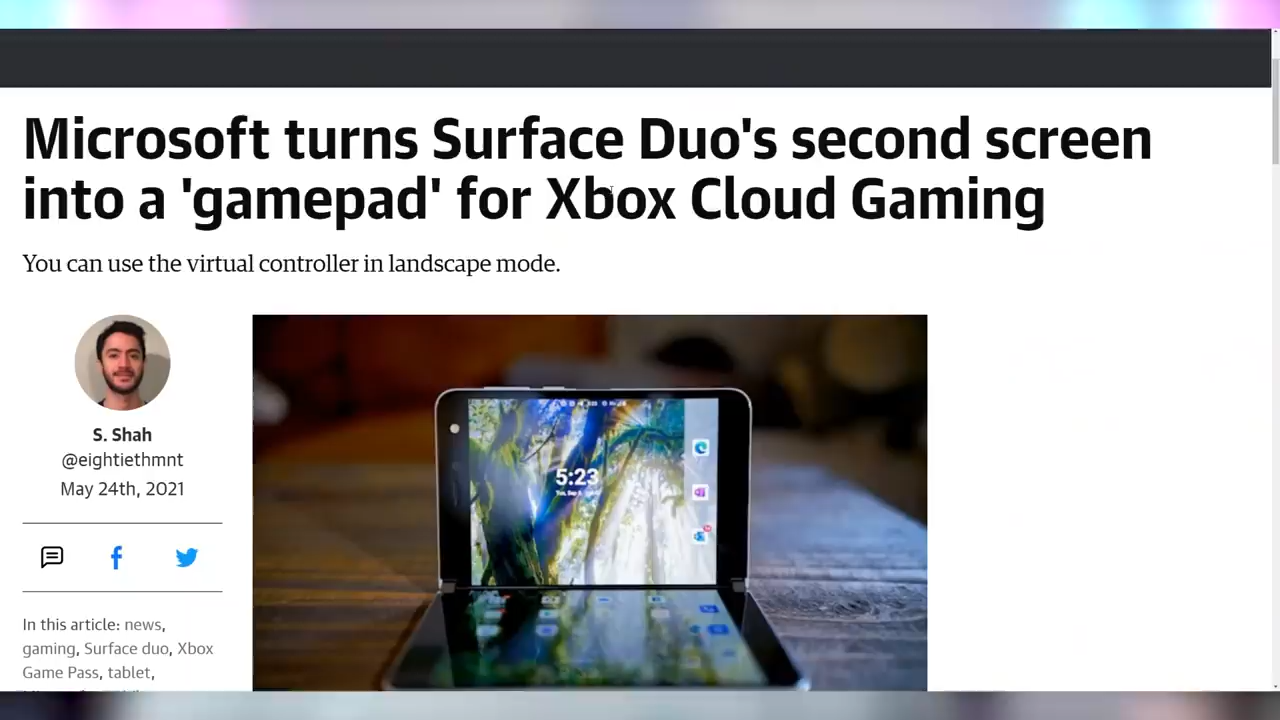 Microsoft turns Surface Duo's second screen
into a 'gamepad' for Xbox Cloud Gaming
You can use the virtual controller in landscape mode.
S. Shah
@eightiethmnt
May 24th, 2021
In this article: news,
gaming, Surface duo, Xbox
Game Pass, tablet,
5:23